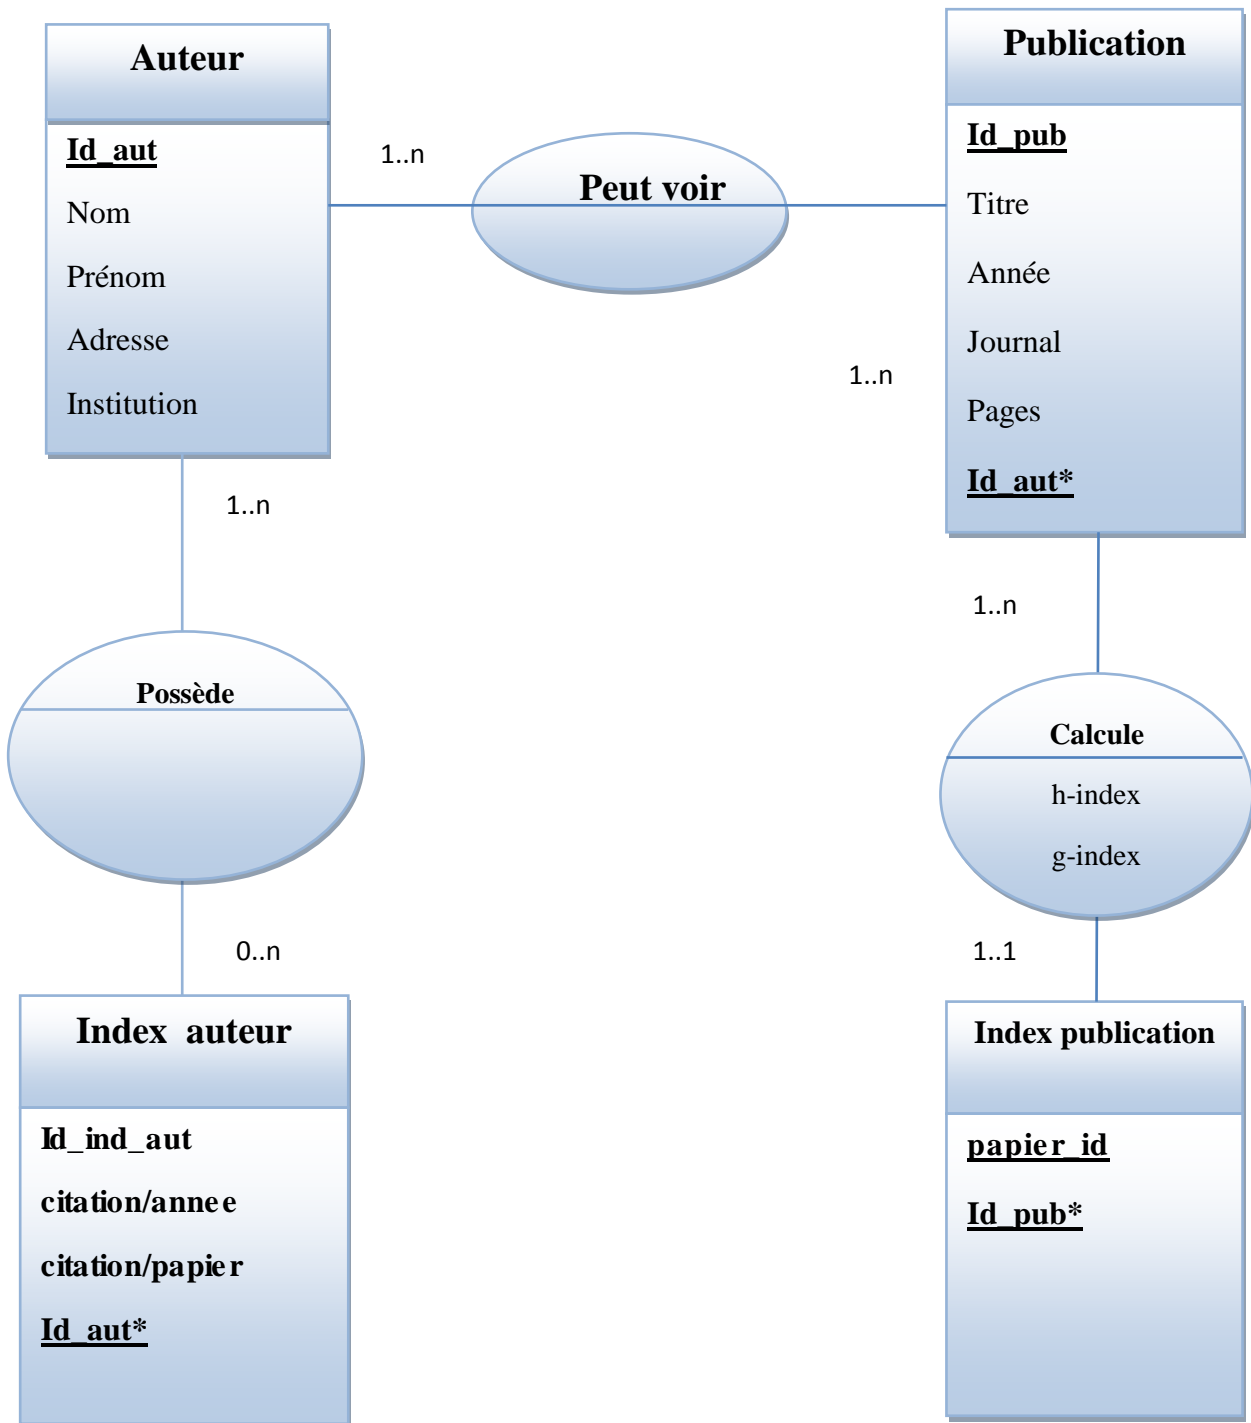 Auteur
Id_aut
Nom
Prénom
Adresse
Institution
1..n
Peut voir
1..n
Publication
Id_pub
Titre
Année
Journal
Pages
Id_aut*
1..n
Possède
0..n
Index auteur
Id_ind_aut
citation/annee
citation/papier
Id_aut*
1..n
Calcule
h-index
g-index
1..1
Index publication
papier_id
Id_pub*